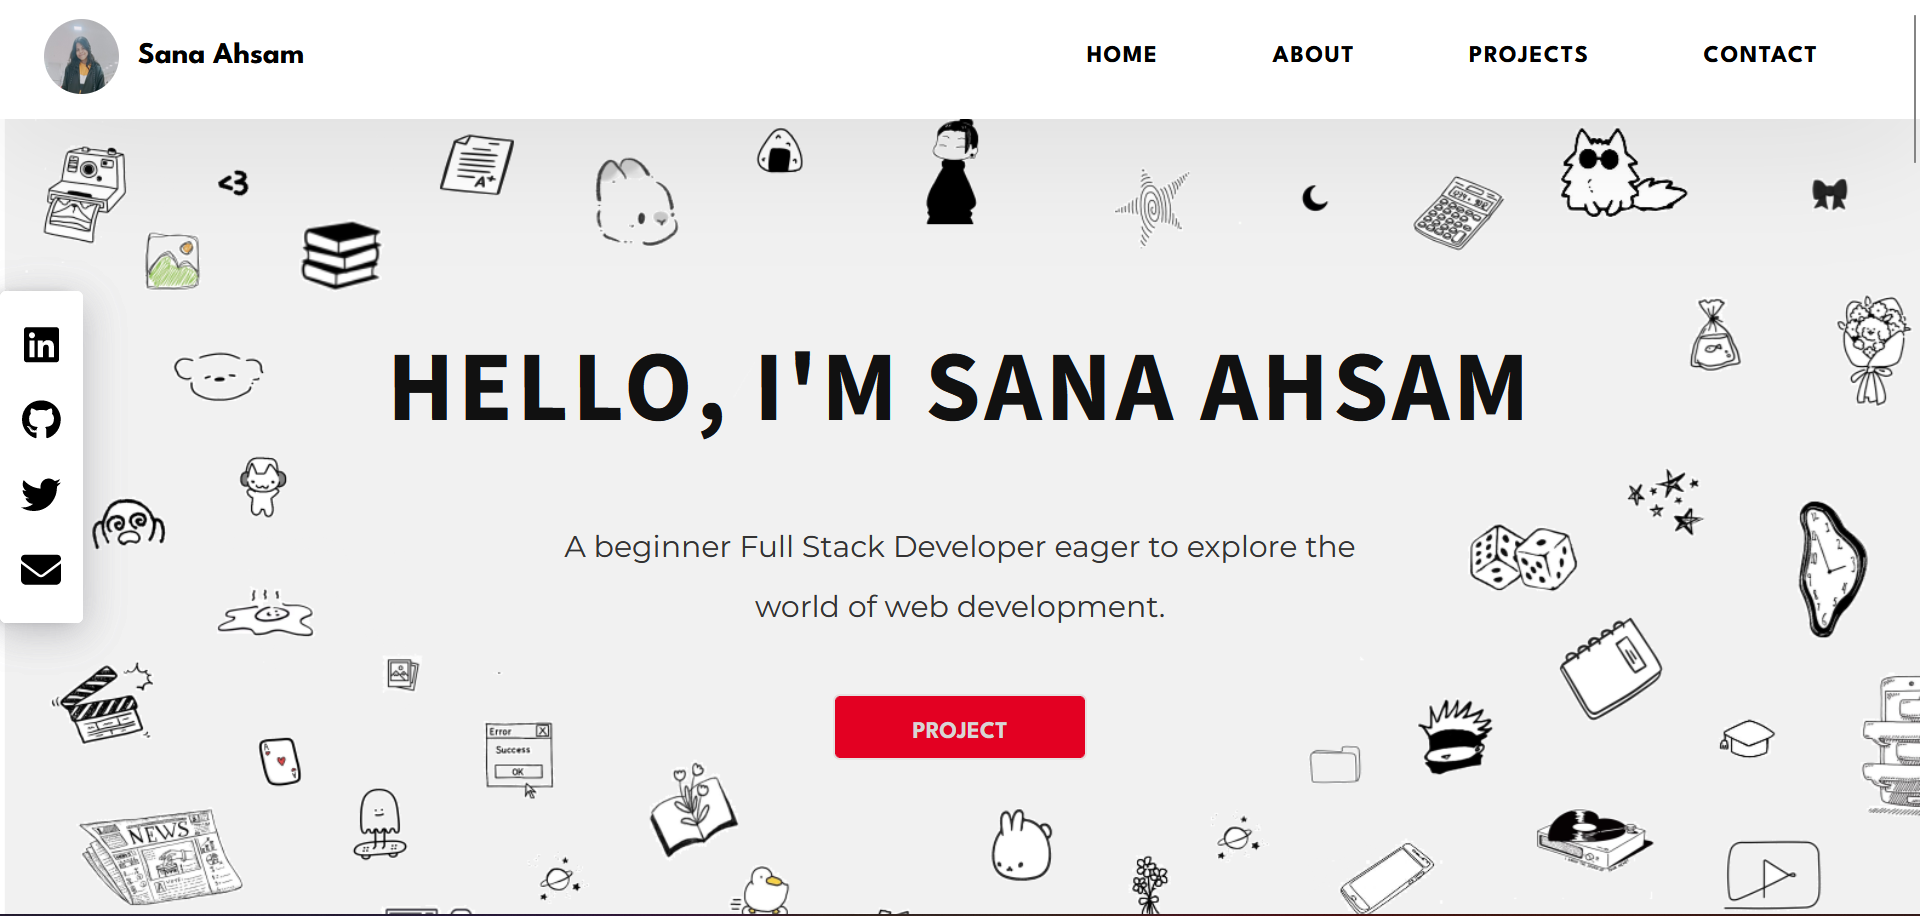 Sana Ahsam
HOME
ABOUT
PROJECTS
CONTACT
<3
A+
in
HELLO, I'M SANA AHSAM
A beginner Full Stack Developer eager to explore the
world of web development.
PROJECT
Error X
Success
OK
A
NEWS